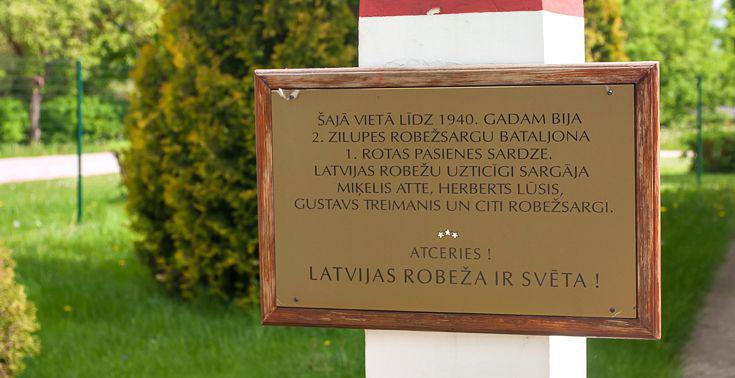 ŠAJĀ VIETĀ LĪDZ 1940. GADAM BIJA
2. ZILUPES ROBEŽSARGU BATALJONA
1. ROTAS PASIENES SARDZE.
LATVIJAS ROBEŽU UZTICĪGI SARGĀJA
MIĶELIS ATTE, HERBERTS LŪSIS,
GUSTAVS TREIMANIS UN CITI ROBEŽSARGI.
ATCERIES !
LATVIJAS ROBEŽA IR SVĒTA !